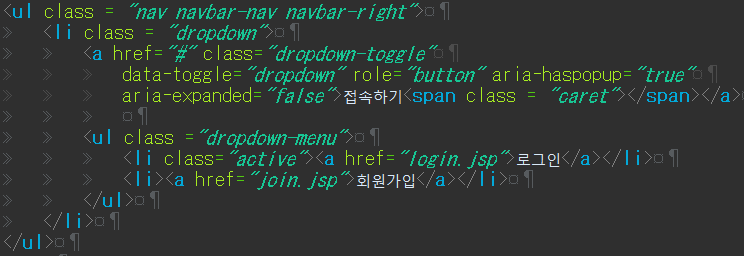 <ul class = "nav navbar-nav navbar-right">
<li class = "dropdown">
<a href="#" class="dropdown-toggle"
data-toggle="dropdown" role="button" aria-haspopup="true"
aria-expanded="false">접속하기<span class = "caret"></span></a>
<ul class ="dropdown-menu">
<li class="active"><a href="login.jsp">로그인</a></li>
<li><a href="join.jsp">회원가입</a></li>
</ul>
</li>
</ul>